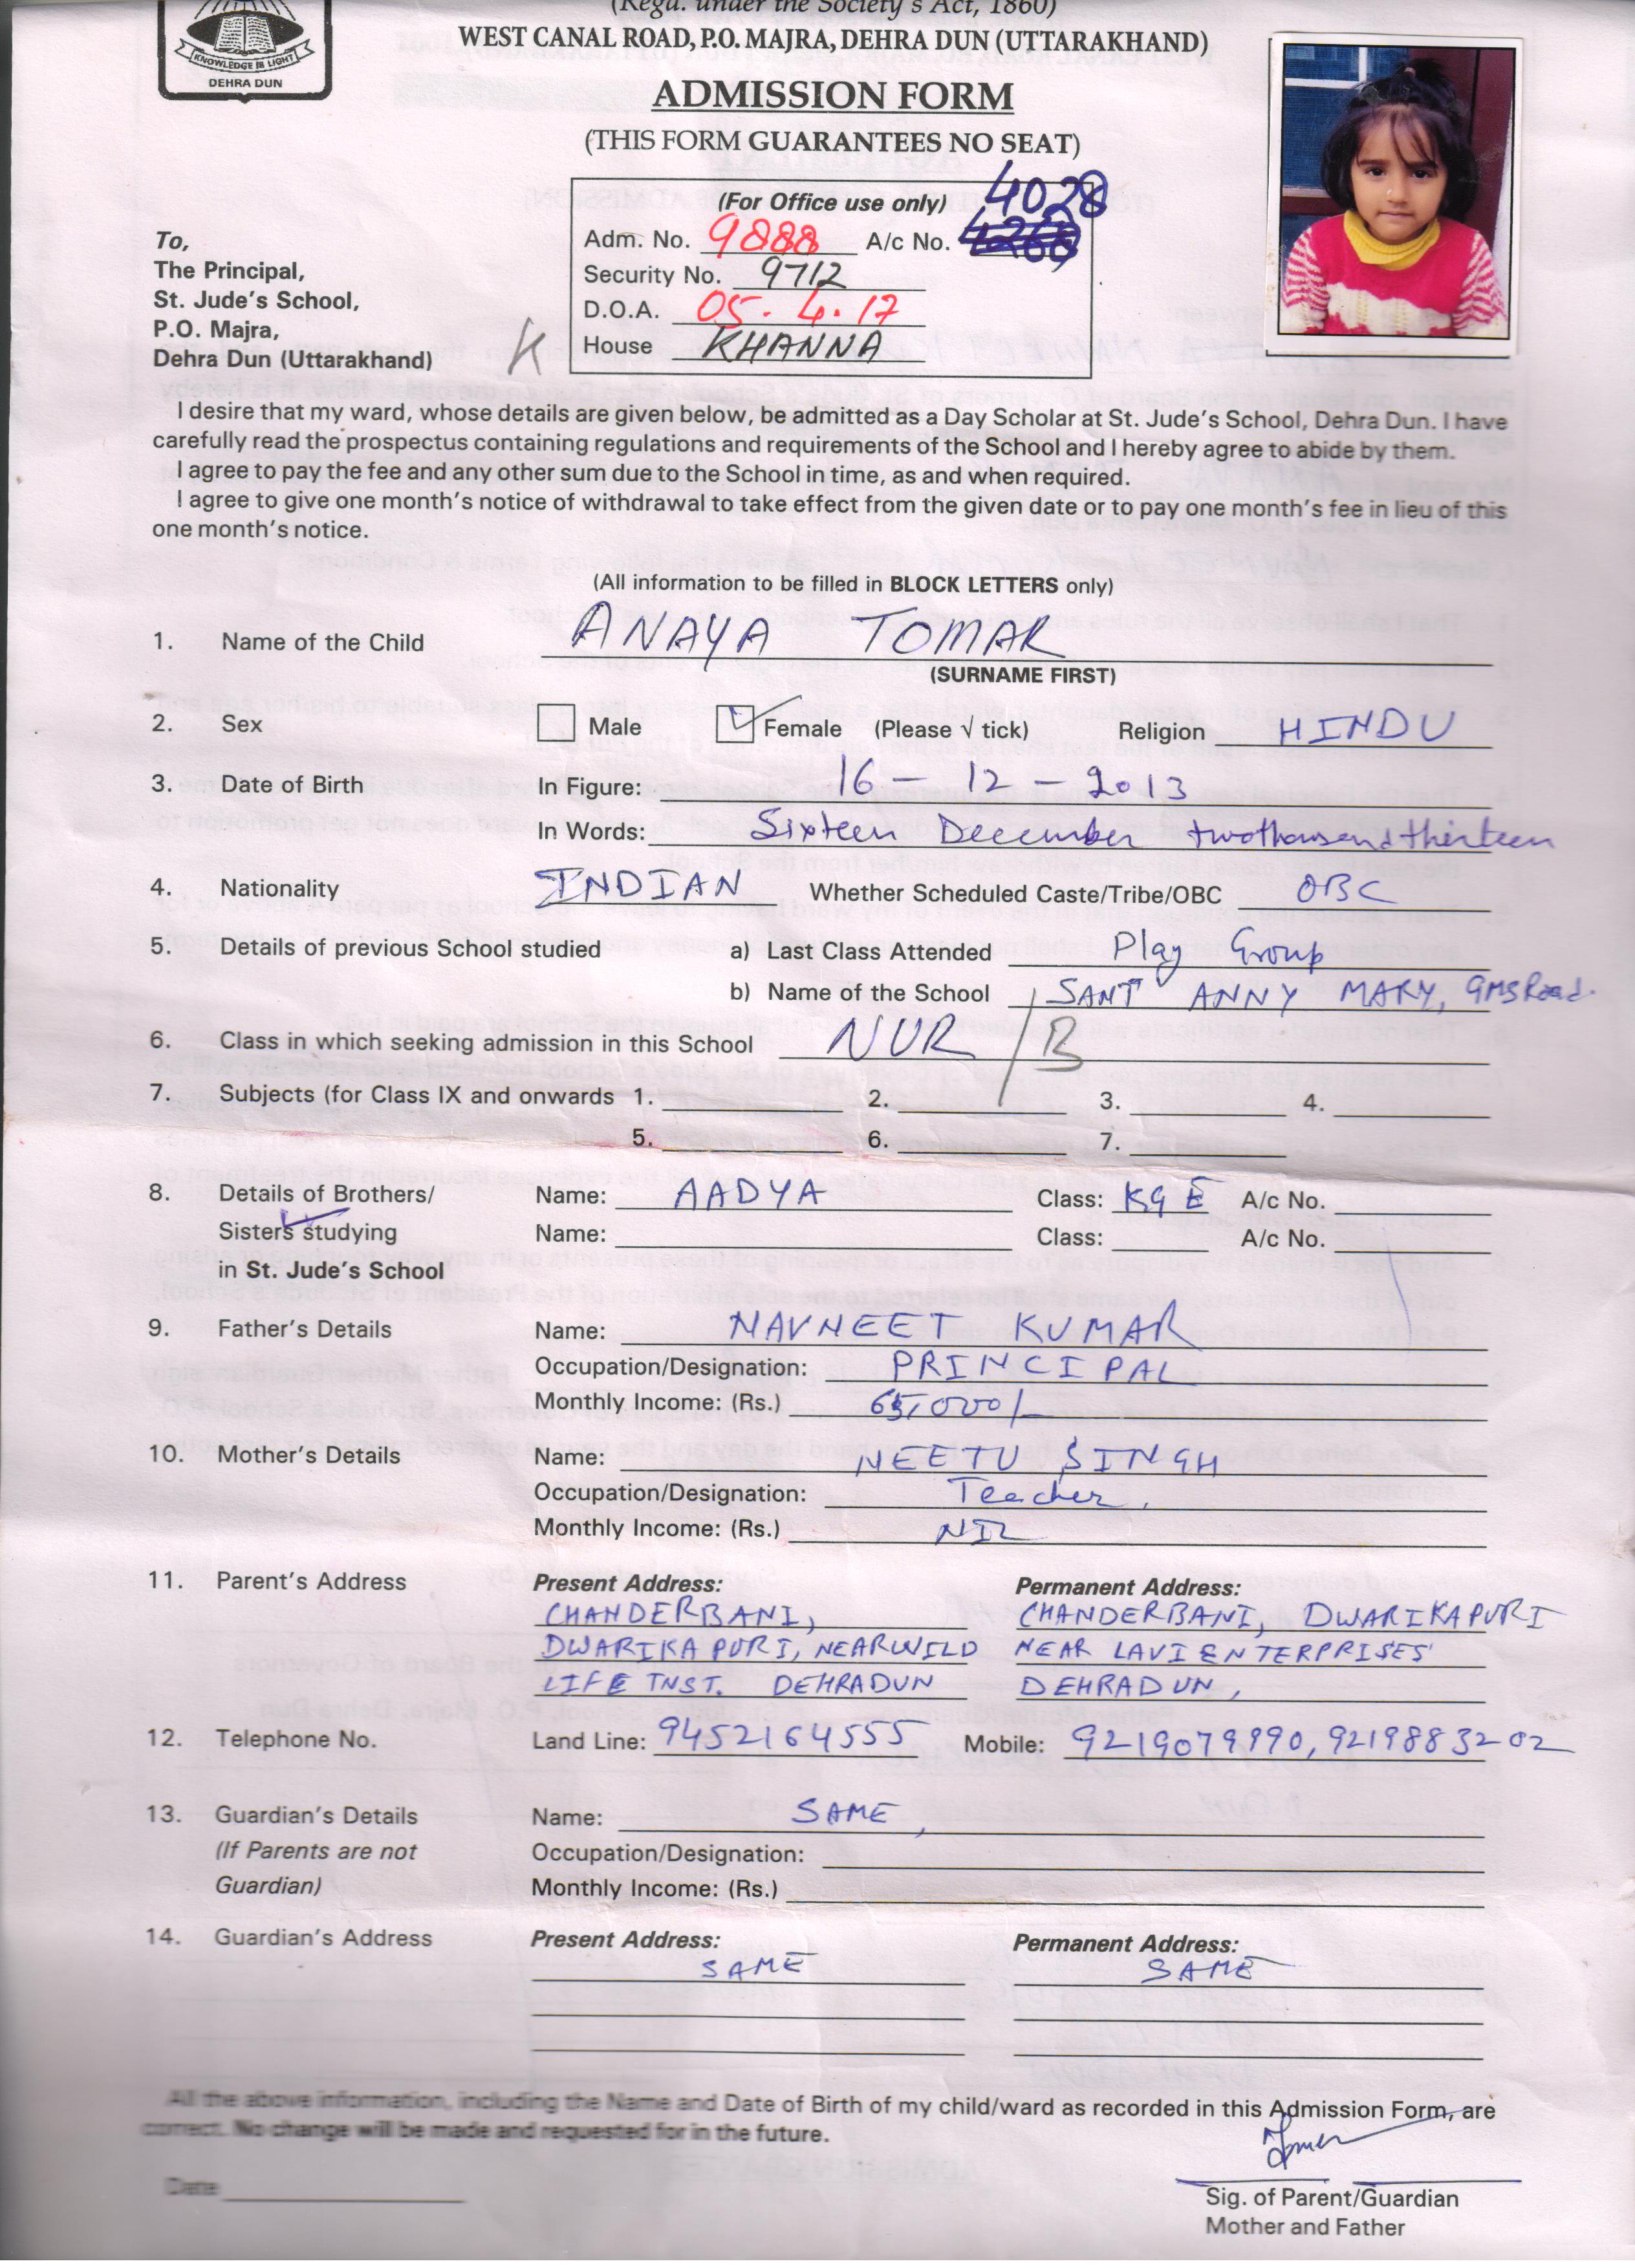 (Regd. under the Society's Act, 1860)
WEST CANAL ROAD, P.O. MAJRA, DEHRA DUN (UTTARAKHAND)
KNOWLEDGE IS LIGHT
DEHRA DUN
ADMISSION FORM
(THIS FORM GUARANTEES NO SEAT)
(For Office use only) 4028
Adm. No. 9888 A/c No.
Security No. 9712
D.O.A. 05.4.17
House KHANNA
To,
The Principal,
St. Jude's School,
P.O. Majra,
Dehra Dun (Uttarakhand)
K
I desire that my ward, whose details are given below, be admitted as a Day Scholar at St. Jude's School, Dehra Dun. I have
carefully read the prospectus containing regulations and requirements of the School and I hereby agree to abide by them.
I agree to pay the fee and any other sum due to the School in time, as and when required.
I agree to give one month's notice of withdrawal to take effect from the given date or to pay one month's fee in lieu of this
one month's notice.
(All information to be filled in BLOCK LETTERS only)
1. Name of the Child ANAYA TOMAR
(SURNAME FIRST)
2. Sex Male Female (Please √ tick) Religion HINDU
3. Date of Birth In Figure: 16 - 12 - 2013
In Words: Sixteen December twothousand thirteen
4. Nationality INDIAN Whether Scheduled Caste/Tribe/OBC OBC
5. Details of previous School studied a) Last Class Attended Play Group
b) Name of the School SANT ANNY MARY, GMS Road.
6. Class in which seeking admission in this School NUR / B
7. Subjects (for Class IX and onwards 1. 2. 3. 4.
5. 6. 7.
8. Details of Brothers/ Name: AADYA Class: KG E A/c No.
Sisters studying Name: Class: A/c No.
in St. Jude's School
9. Father's Details Name: NAVNEET KUMAR
Occupation/Designation: PRINCIPAL
Monthly Income: (Rs.) 65,000/-
10. Mother's Details Name: NEETU SINGH
Occupation/Designation: Teacher,
Monthly Income: (Rs.) NIL
11. Parent's Address Present Address: Permanent Address:
CHANDERBANI, CHANDERBANI, DWARIKAPURI
DWARIKA PURI, NEAR WILD NEAR LAVI ENTERPRISES
LIFE INST. DEHRADUN DEHRADUN,
12. Telephone No. Land Line: 9452164555 Mobile: 9219079990, 9219883202
13. Guardian's Details Name: SAME,
(If Parents are not Occupation/Designation:
Guardian) Monthly Income: (Rs.)
14. Guardian's Address Present Address: Permanent Address:
SAME SAME
All the above information, including the Name and Date of Birth of my child/ward as recorded in this Admission Form, are
correct. No change will be made and requested for in the future.
Date
Sig. of Parent/Guardian
Mother and Father